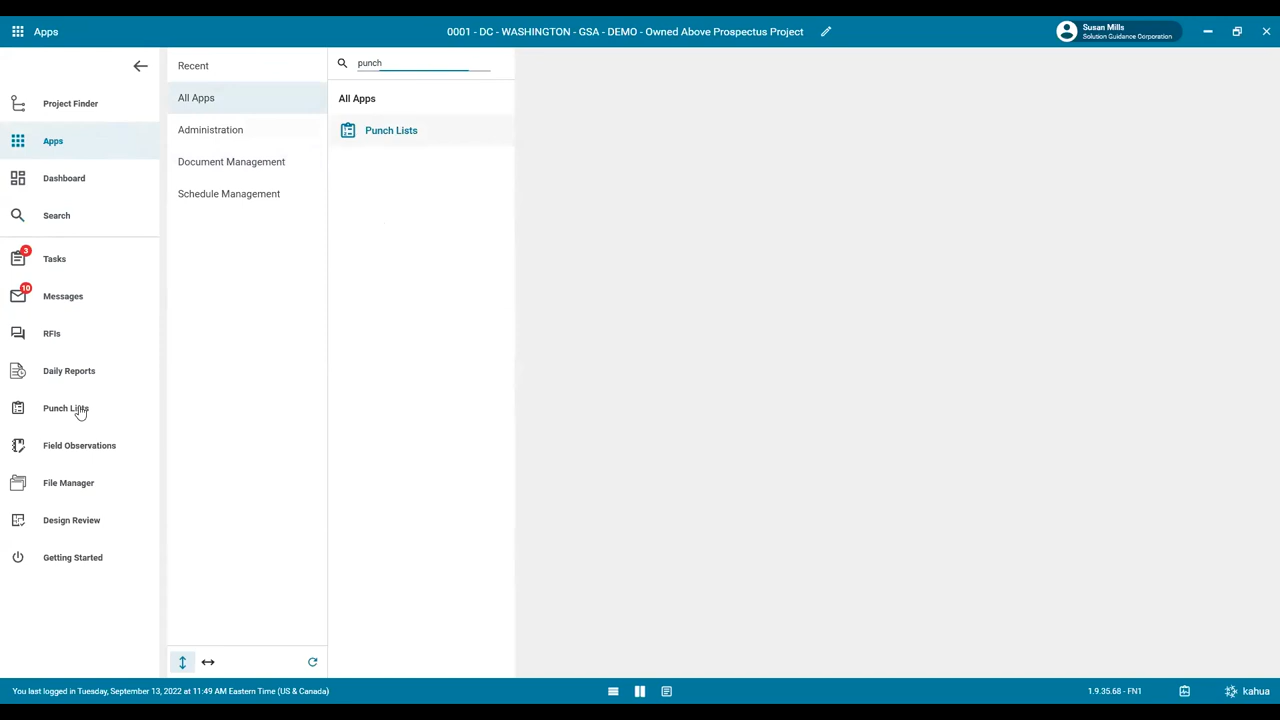 Apps
0001 - DC - WASHINGTON - GSA - DEMO - Owned Above Prospectus Project
Susan Mills
Solution Guidance Corporation
Project Finder
Apps
Dashboard
Search
3
Tasks
10
Messages
RFIs
Daily Reports
Punch Lists
Field Observations
File Manager
Design Review
Getting Started
Recent
All Apps
Administration
Document Management
Schedule Management
punch
All Apps
Punch Lists
You last logged in Tuesday, September 13, 2022 at 11:49 AM Eastern Time (US & Canada)
1.9.35.68 - FN1
kahua